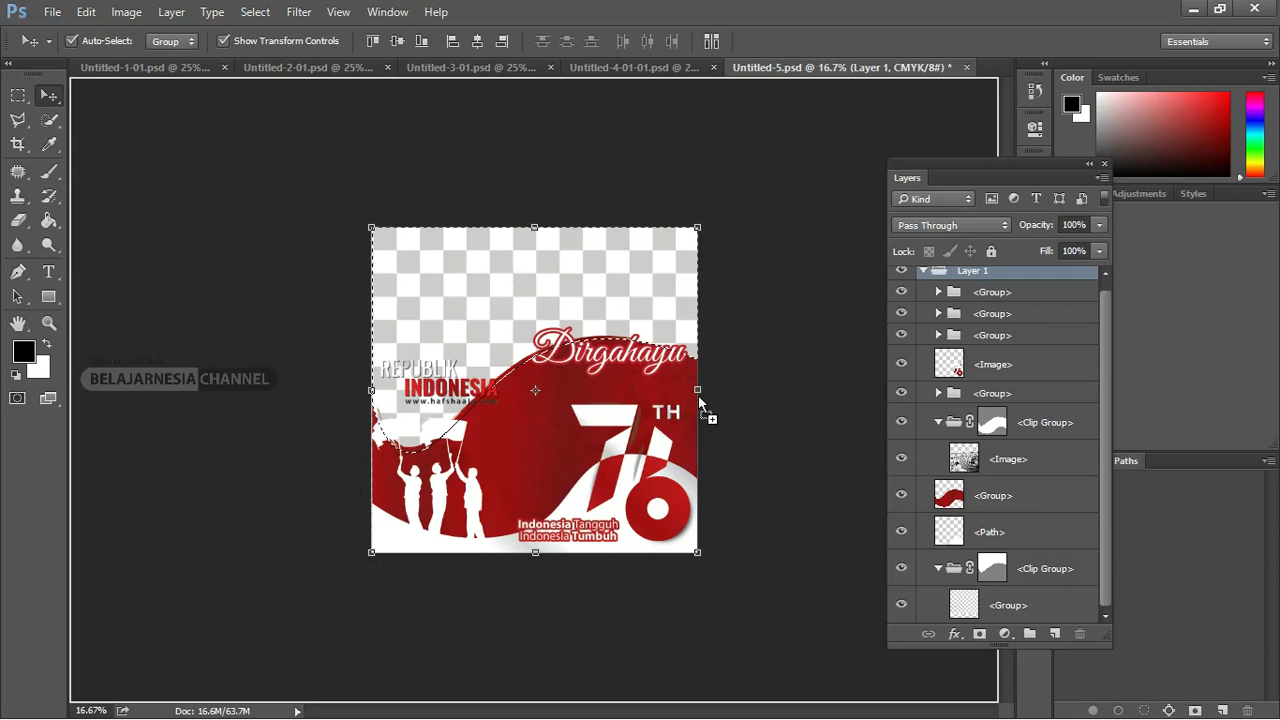 Ps File Edit Image Layer Type Select Filter 3D View Window Help
Auto-Select: Group Show Transform Controls Essentials
Untitled-1-01.psd @ 25%... × Untitled-2-01.psd @ 25%... × Untitled-3-01.psd @ 25%... × Untitled-4-01-01.psd @ 2... × Untitled-5.psd @ 16.7% (Layer 1, CMYK/8#) * ×
Color Swatches
Layers
Kind
Adjustments Styles
Pass Through Opacity: 100%
Lock: Fill: 100%
Layer 1
<Group>
<Group>
<Group>
<Image>
<Group>
<Clip Group>
<Image>
Paths
<Group>
<Path>
<Clip Group>
<Group>
Dirgahayu
REPUBLIK
INDONESIA
www.hafshaa
76 TH
Indonesia Tangguh
Indonesia Tumbuh
BELAJARNESIA CHANNEL
16.67% Doc: 16.6M/63.7M